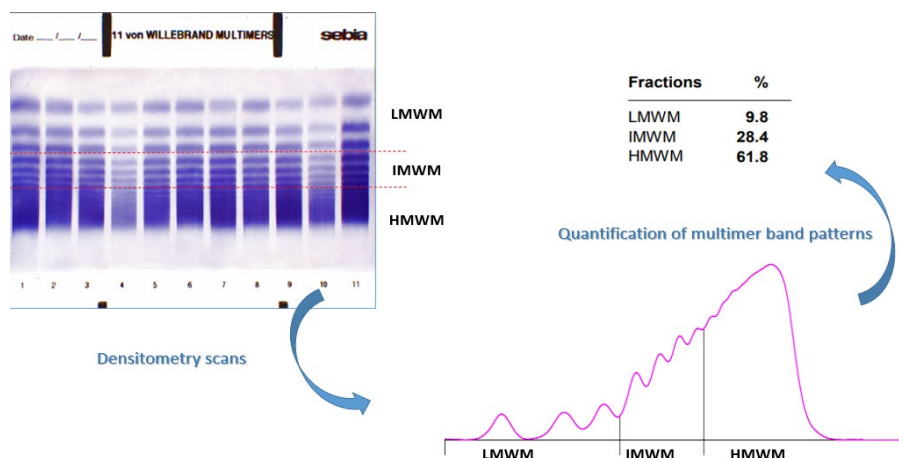 Date ___/___/___ 11 von WILLEBRAND MULTIMERS sebia
LMWM
IMWM
HMWM
1 2 3 4 5 6 7 8 9 10 11
Densitometry scans
Fractions %
LMWM 9.8
IMWM 28.4
HMWM 61.8
Quantification of multimer band patterns
LMWM IMWM HMWM